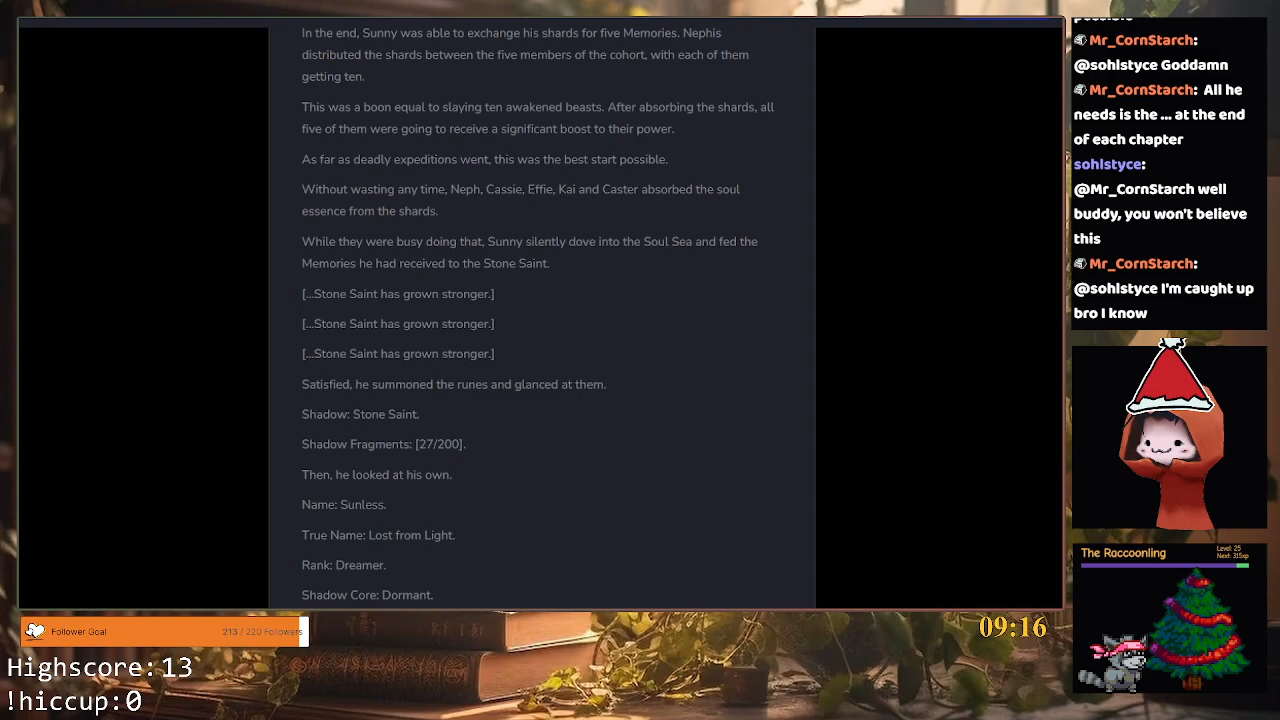 In the end, Sunny was able to exchange his shards for five Memories. Nephis
distributed the shards between the five members of the cohort, with each of them
getting ten.
This was a boon equal to slaying ten awakened beasts. After absorbing the shards, all
five of them were going to receive a significant boost to their power.
As far as deadly expeditions went, this was the best start possible.
Without wasting any time, Neph, Cassie, Effie, Kai and Caster absorbed the soul
essence from the shards.
While they were busy doing that, Sunny silently dove into the Soul Sea and fed the
Memories he had received to the Stone Saint.
[...Stone Saint has grown stronger.]
[...Stone Saint has grown stronger.]
[...Stone Saint has grown stronger.]
Satisfied, he summoned the runes and glanced at them.
Shadow: Stone Saint.
Shadow Fragments: [27/200].
Then, he looked at his own.
Name: Sunless.
True Name: Lost from Light.
Rank: Dreamer.
Shadow Core: Dormant.
possible
Mr_CornStarch:
@sohlstyce Goddamn
Mr_CornStarch: All he
needs is the ... at the end
of each chapter
sohlstyce:
@Mr_CornStarch well
buddy, you won't believe
this
Mr_CornStarch:
@sohlstyce I'm caught up
bro I know
The Raccoonling
Level: 25
Next: 315xp
Follower Goal
213 / 220 Followers
09:16
Highscore:13
!hiccup:0